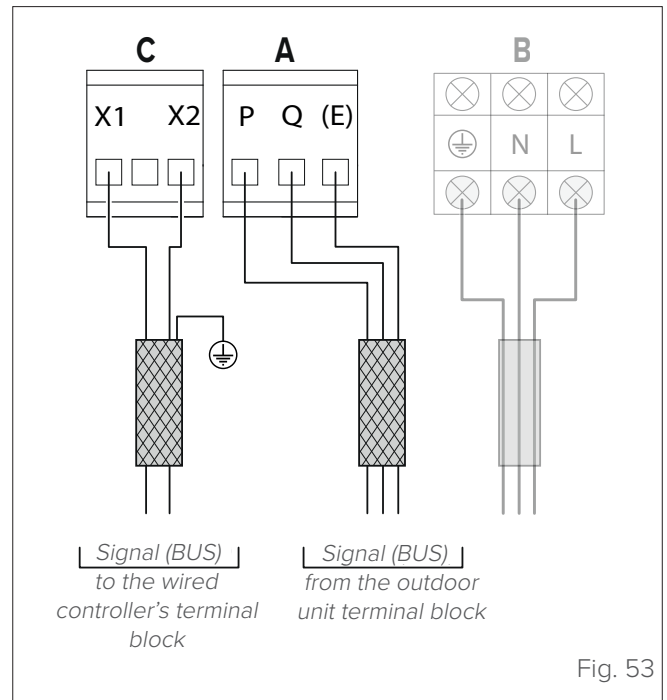 C A B
X1 X2 P Q (E)
N L
Signal (BUS)
to the wired
controller's terminal
block
Signal (BUS)
from the outdoor
unit terminal block
Fig. 53